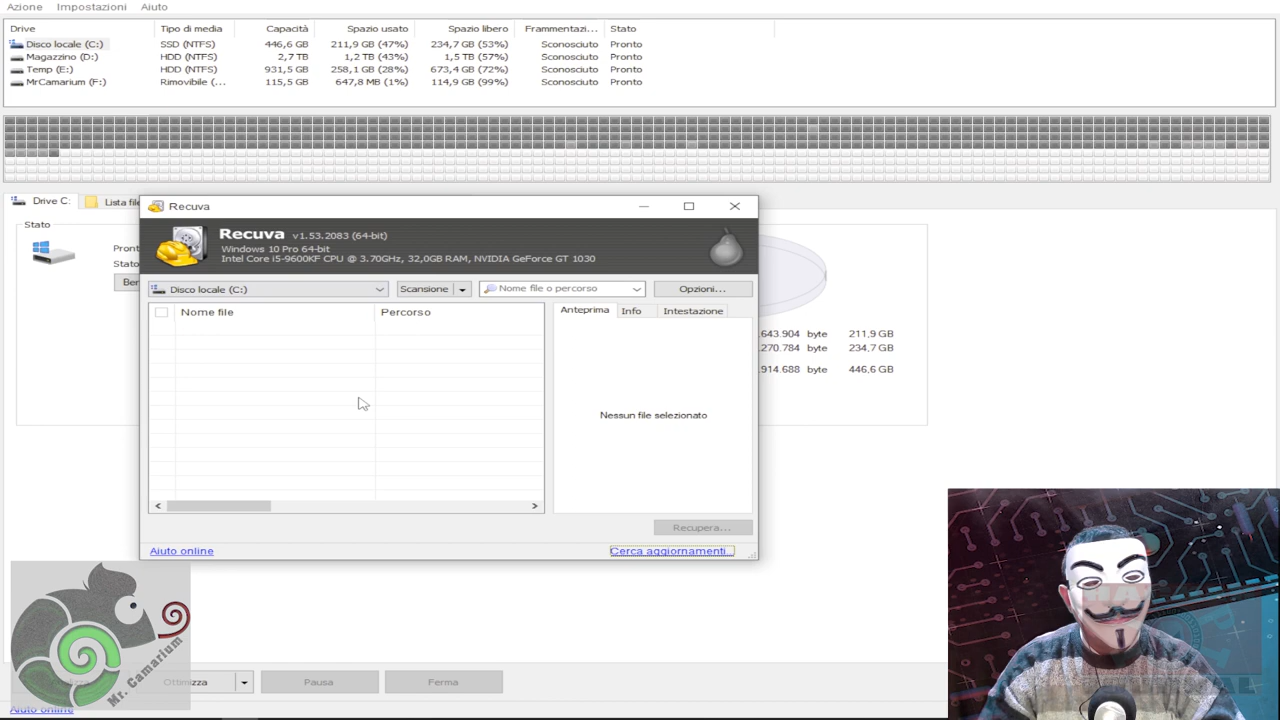 Azione Impostazioni Aiuto
Drive Tipo di media Capacità Spazio usato Spazio libero Frammentazi... Stato
Disco locale (C:) SSD (NTFS) 446,6 GB 211,9 GB (47%) 234,7 GB (53%) Sconosciuto Pronto
Magazzino (D:) HDD (NTFS) 2,7 TB 1,2 TB (43%) 1,5 TB (57%) Sconosciuto Pronto
Temp (E:) HDD (NTFS) 931,5 GB 258,1 GB (28%) 673,4 GB (72%) Sconosciuto Pronto
MrCamarium (F:) Rimovibile (... 115,5 GB 647,8 MB (1%) 114,9 GB (99%) Sconosciuto Pronto
Drive C: Lista file
Stato
Pront
Stato
Ber
Recuva
Recuva v1.53.2083 (64-bit)
Windows 10 Pro 64-bit
Intel Core i5-9600KF CPU @ 3.70GHz, 32,0GB RAM, NVIDIA GeForce GT 1030
Disco locale (C:) Scansione Nome file o percorso Opzioni...
Nome file Percorso Anteprima Info Intestazione
Nessun file selezionato
Recupera...
Aiuto online Cerca aggiornamenti...
.643.904 byte 211,9 GB
.270.784 byte 234,7 GB
.914.688 byte 446,6 GB
Mr. Camarium
Ottimizza Pausa Ferma
Aiuto online